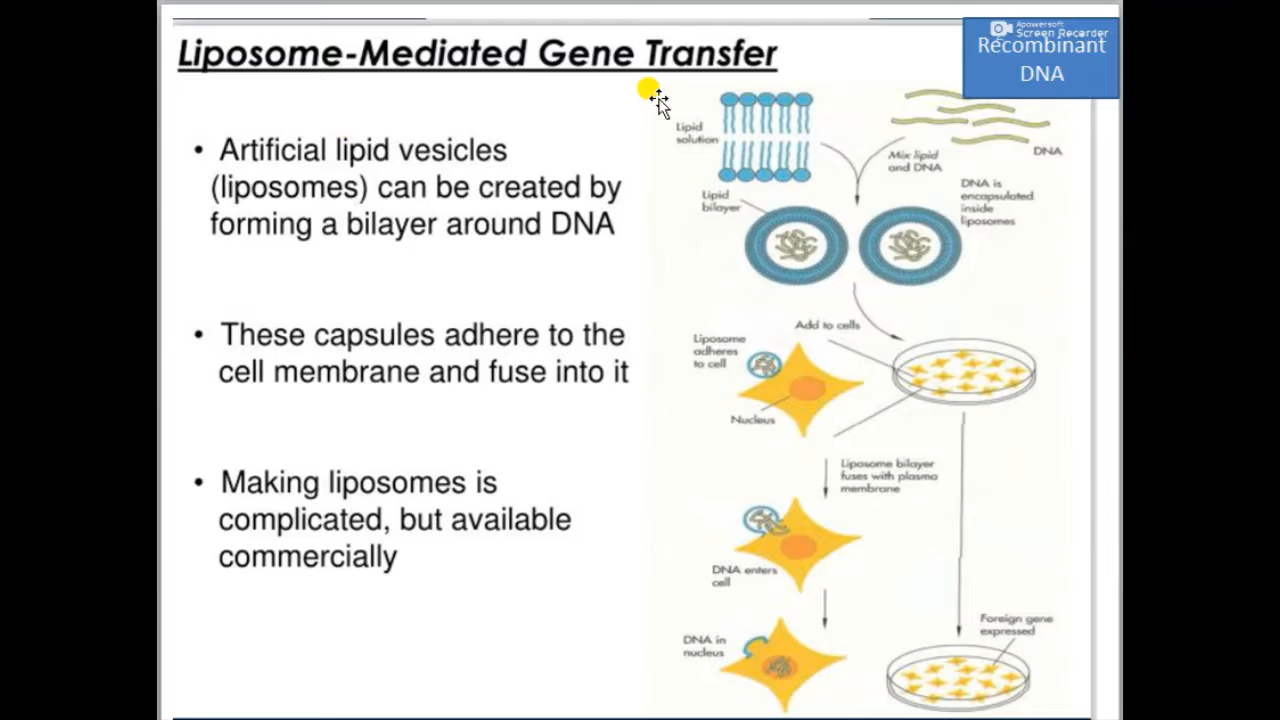 Liposome-Mediated Gene Transfer
Apowersoft
Screen Recorder
Recombinant
DNA
• Artificial lipid vesicles
(liposomes) can be created by
forming a bilayer around DNA
• These capsules adhere to the
cell membrane and fuse into it
• Making liposomes is
complicated, but available
commercially
Lipid
solution
Mix lipid
and DNA
DNA
Lipid
bilayer
DNA is
encapsulated
inside
liposomes
Add to cells
Liposome
adheres
to cell
Nucleus
Liposome bilayer
fuses with plasma
membrane
DNA enters
cell
DNA in
nucleus
Foreign gene
expressed